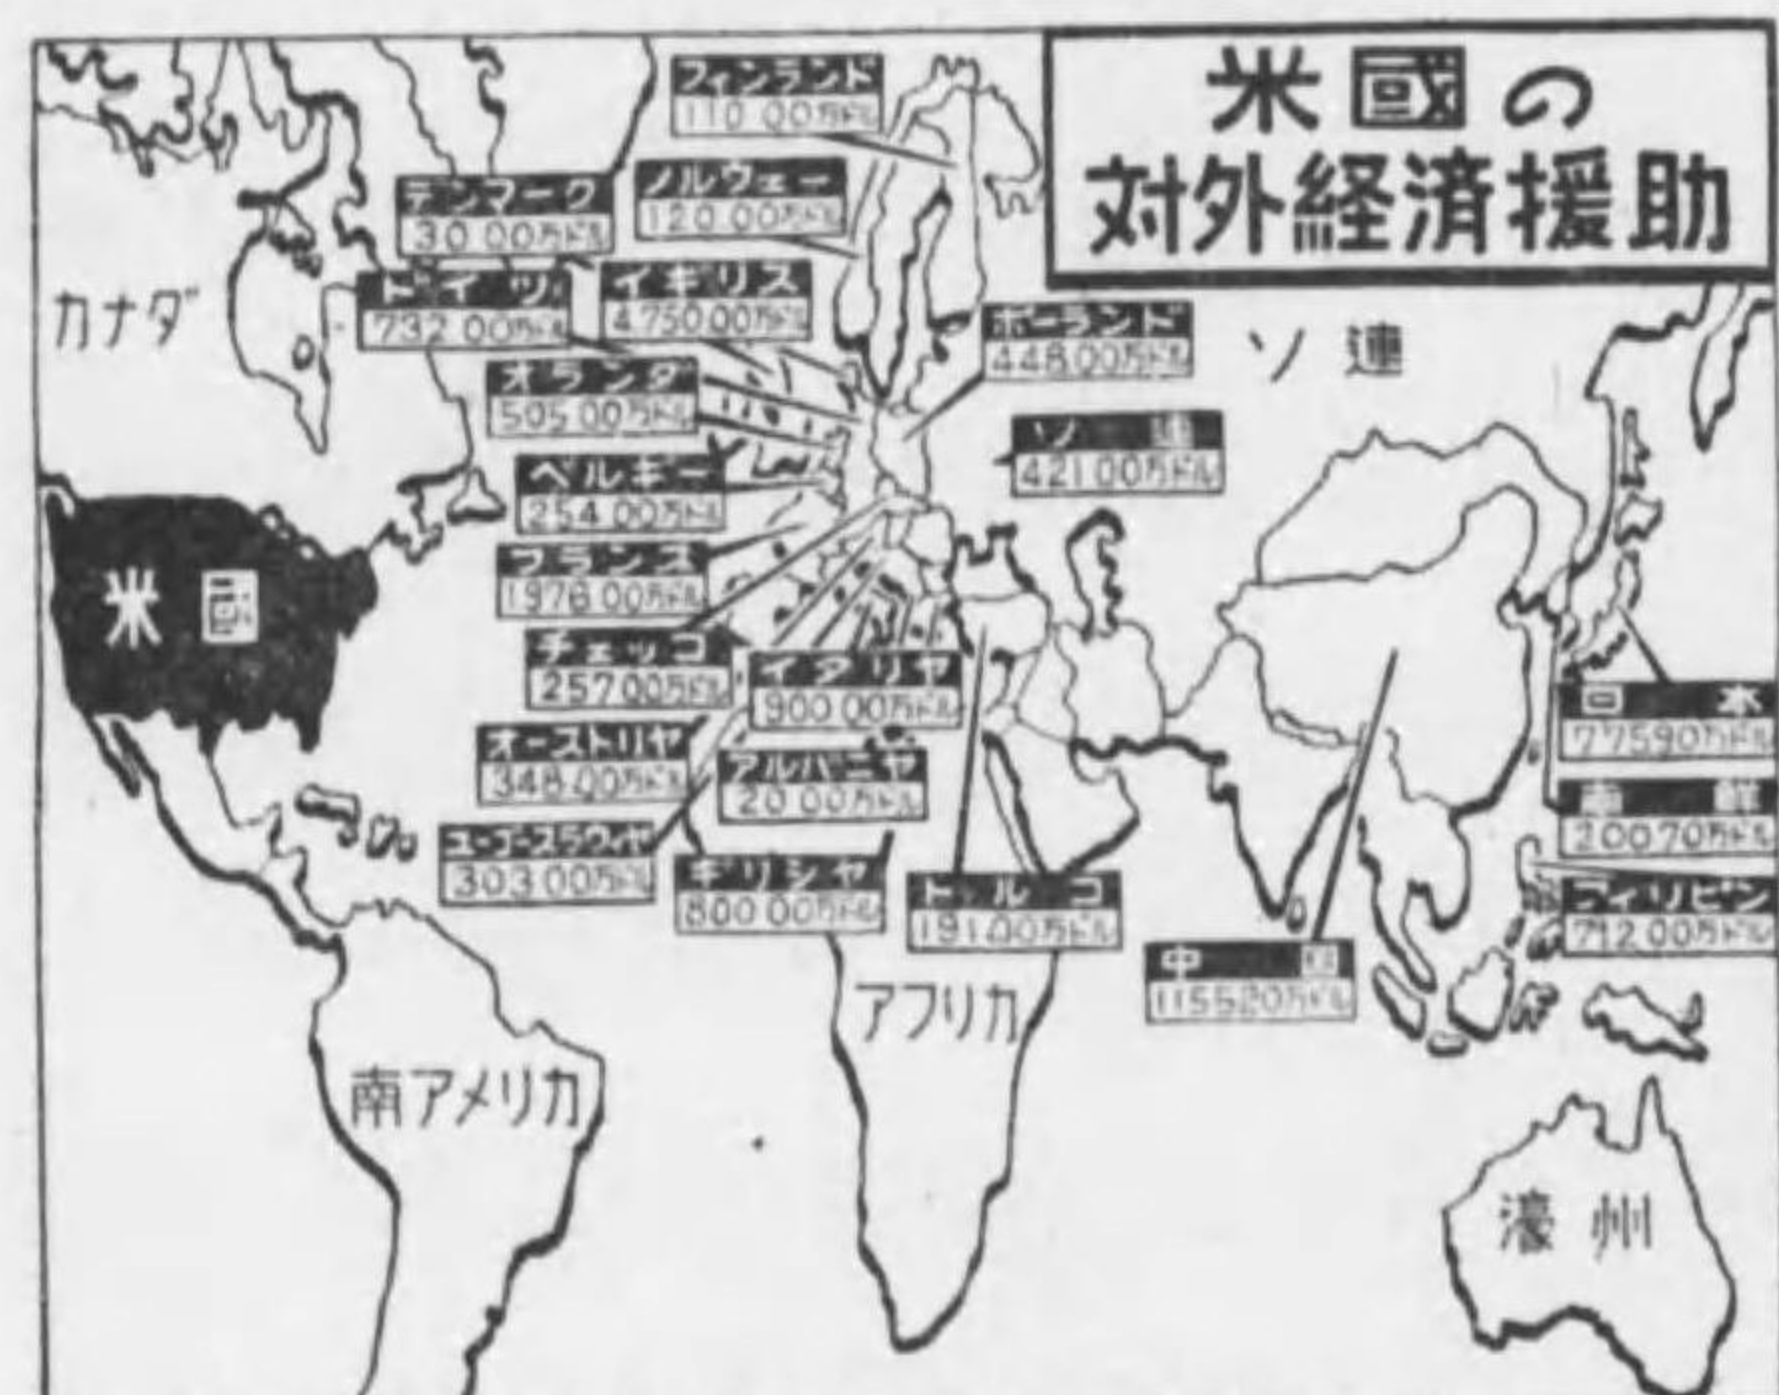 米國の
対外経済援助
フィンランド
110 00万ドル
デンマーク
30 00万ドル
ノルウェー
120 00万ドル
カナダ
ドイツ
732 00万ドル
イギリス
4750 00万ドル
ポーランド
448 00万ドル
ソ連
オランダ
505 00万ドル
ソ連
421 00万ドル
ベルギー
254 00万ドル
フランス
1976 00万ドル
米國
チェッコ
257 00万ドル
イタリヤ
900 00万ドル
日本
77590万ドル
オーストリヤ
348 00万ドル
アルバニヤ
20 00万ドル
南鮮
20070万ドル
ユーゴースラヴィヤ
303 00万ドル
ギリシヤ
800 00万ドル
トルコ
191 00万ドル
フィリピン
712 00万ドル
中国
115520万ドル
アフリカ
南アメリカ
濠州